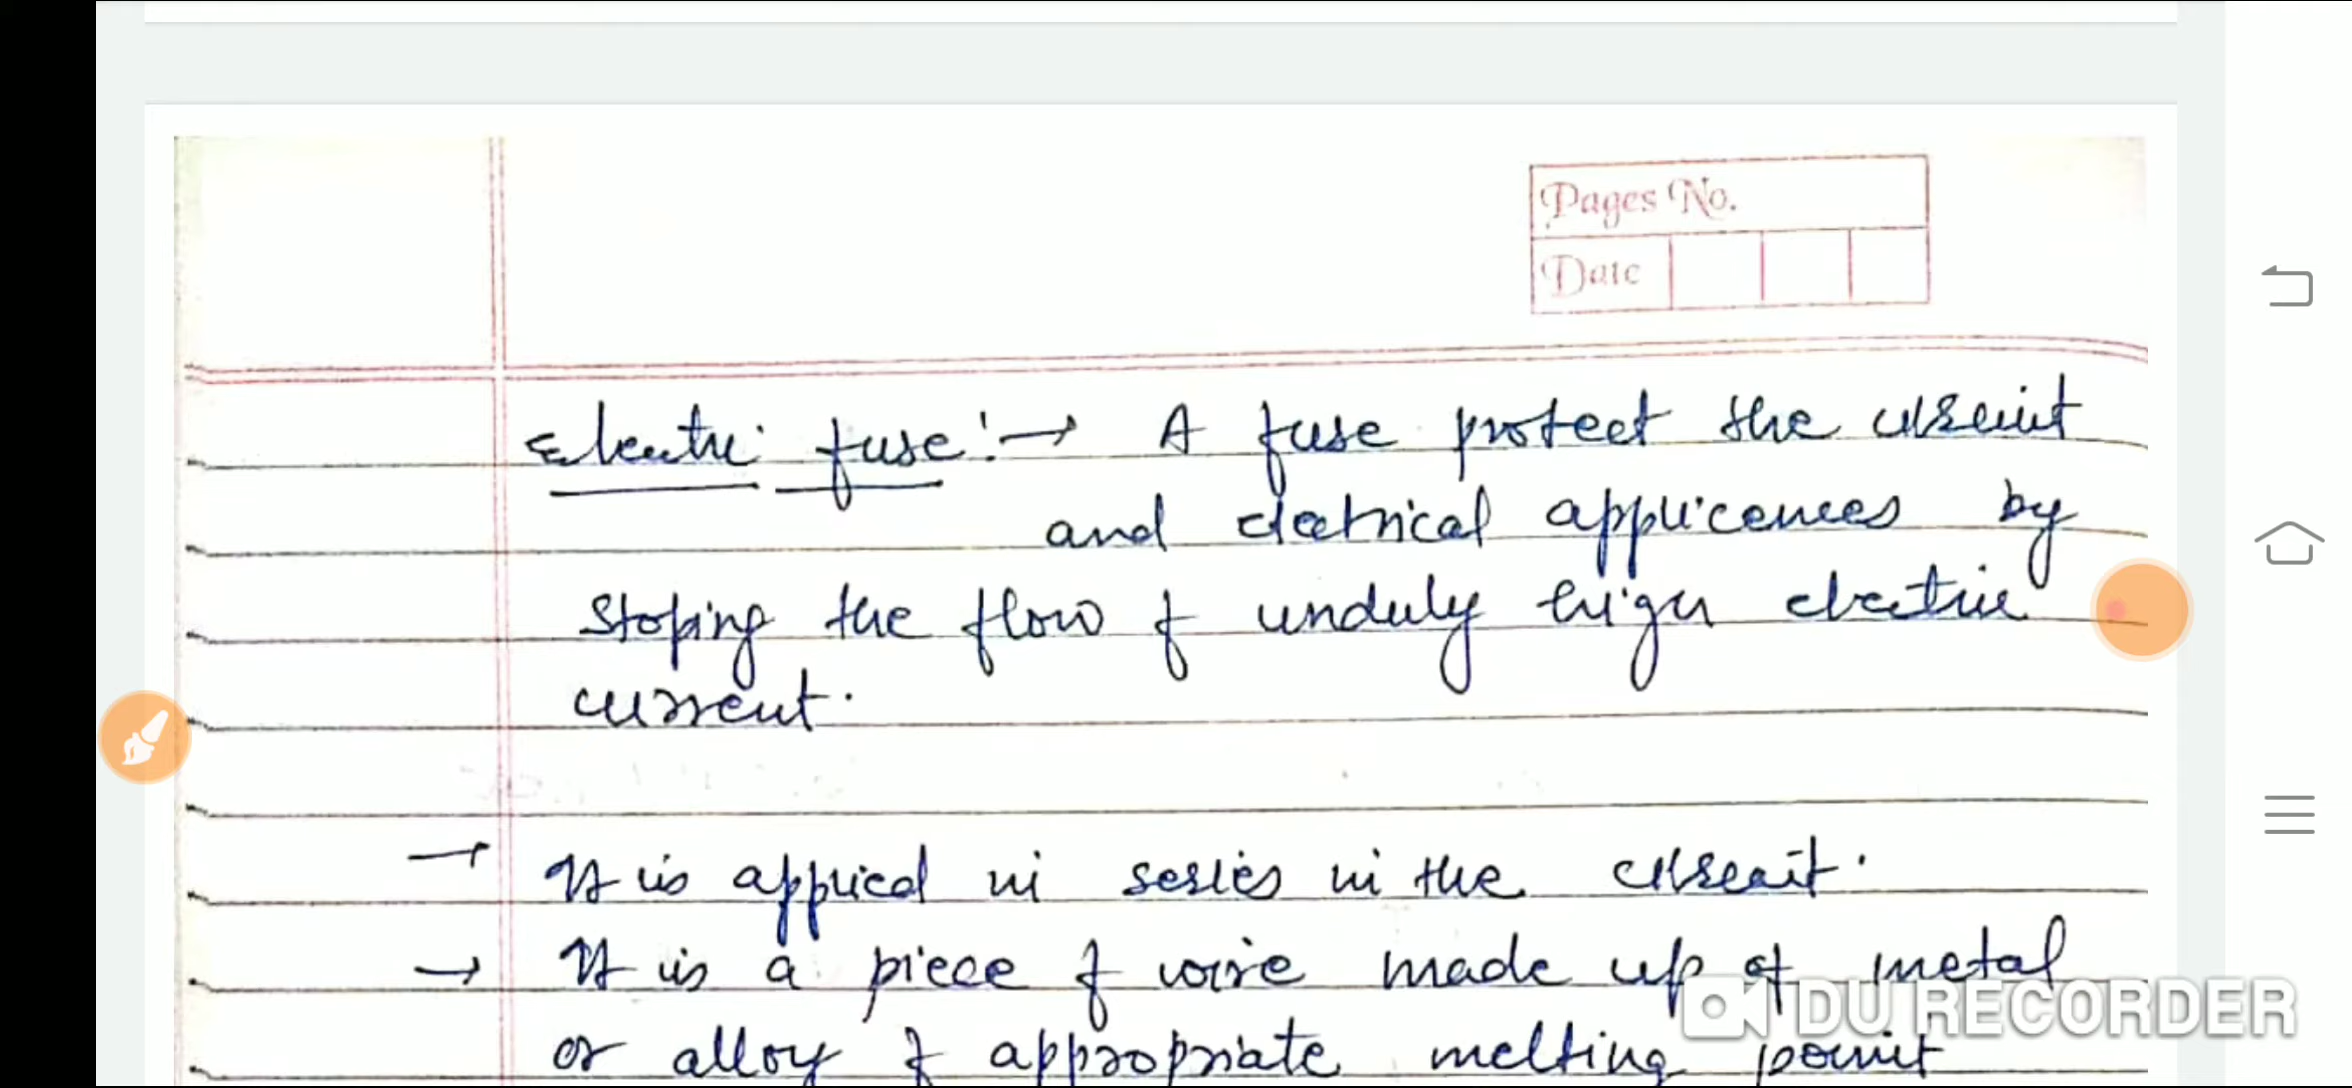 Pages No.
Date
Electric fuse:→ A fuse protect the circuit
and electrical applicences by
stoping the flow of unduly high electric
current.
→ It is applied in series in the circuit.
→ It is a piece of wire made up of metal
or alloy of appropriate melting point
DU RECORDER